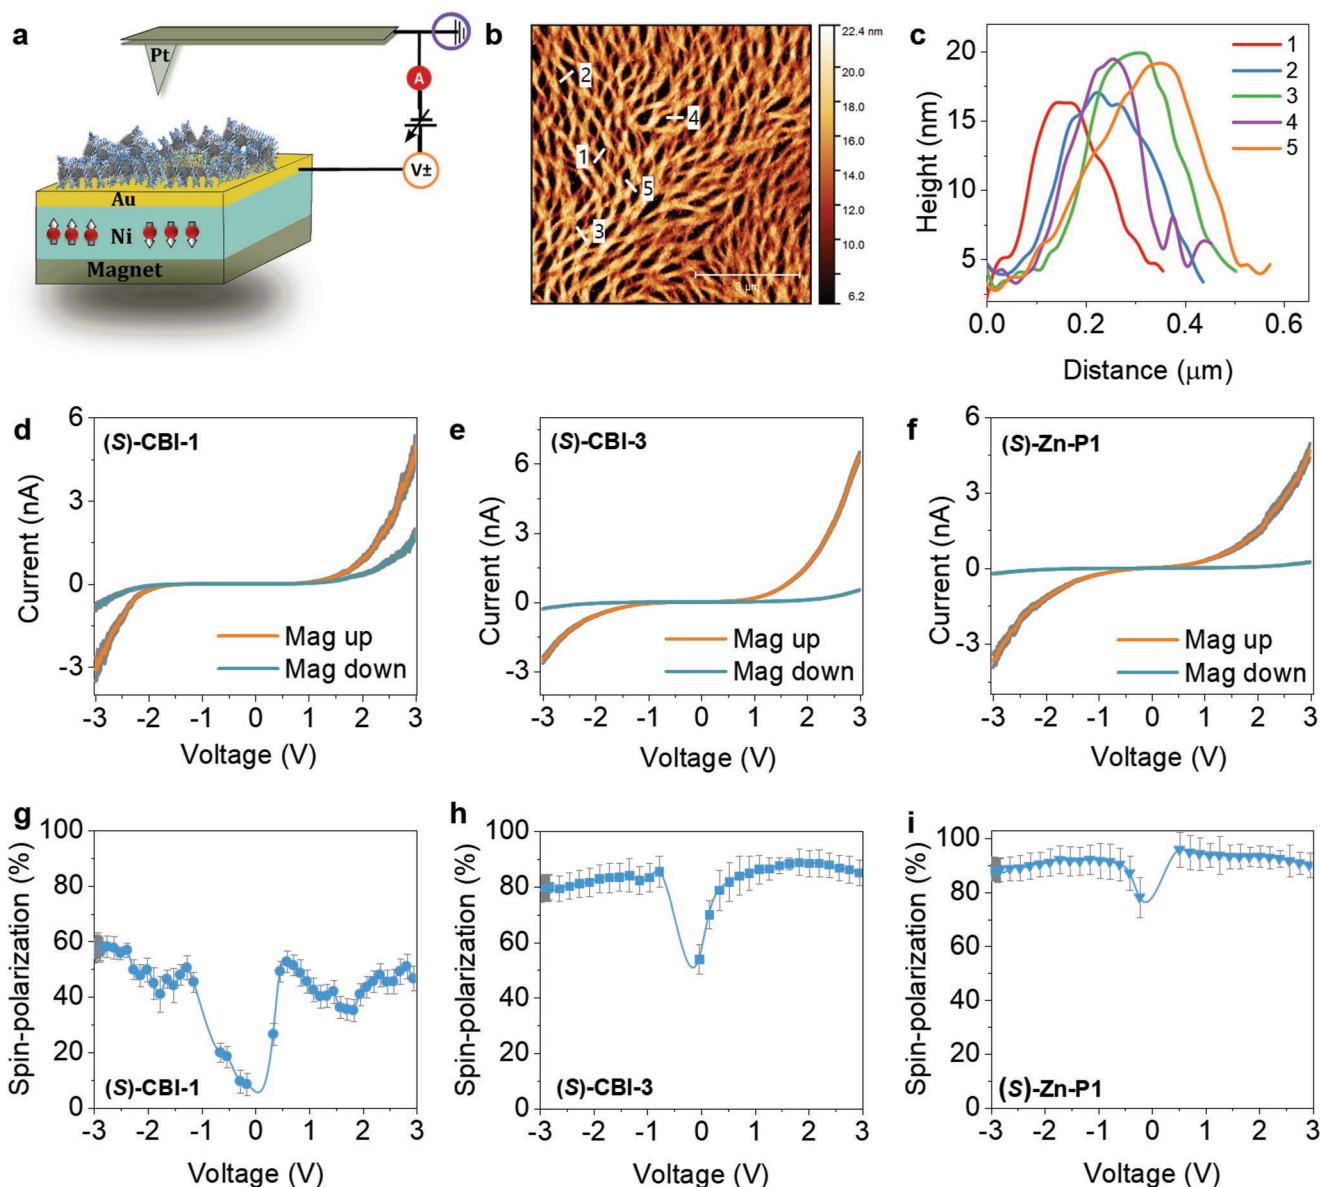 a
Pt
A
V±
Au
Ni
Magnet
b
2
4
1
5
3
3 μm
22.4 nm
20.0
18.0
16.0
14.0
12.0
10.0
6.2
c
1
2
3
4
5
20
15
10
5
Height (nm)
0.0 0.2 0.4 0.6
Distance (μm)
d
(S)-CBI-1
6
3
0
-3
Current (nA)
Mag up
Mag down
-3 -2 -1 0 1 2 3
Voltage (V)
e
(S)-CBI-3
6
3
0
-3
Current (nA)
Mag up
Mag down
-3 -2 -1 0 1 2 3
Voltage (V)
f
(S)-Zn-P1
6
3
0
-3
Current (nA)
Mag up
Mag down
-3 -2 -1 0 1 2 3
Voltage (V)
g
100
80
60
40
20
0
Spin-polarization (%)
(S)-CBI-1
-3 -2 -1 0 1 2 3
Voltage (V)
h
100
80
60
40
20
0
Spin-polarization (%)
(S)-CBI-3
-3 -2 -1 0 1 2 3
Voltage (V)
i
100
80
60
40
20
0
Spin-polarization (%)
(S)-Zn-P1
-3 -2 -1 0 1 2 3
Voltage (V)